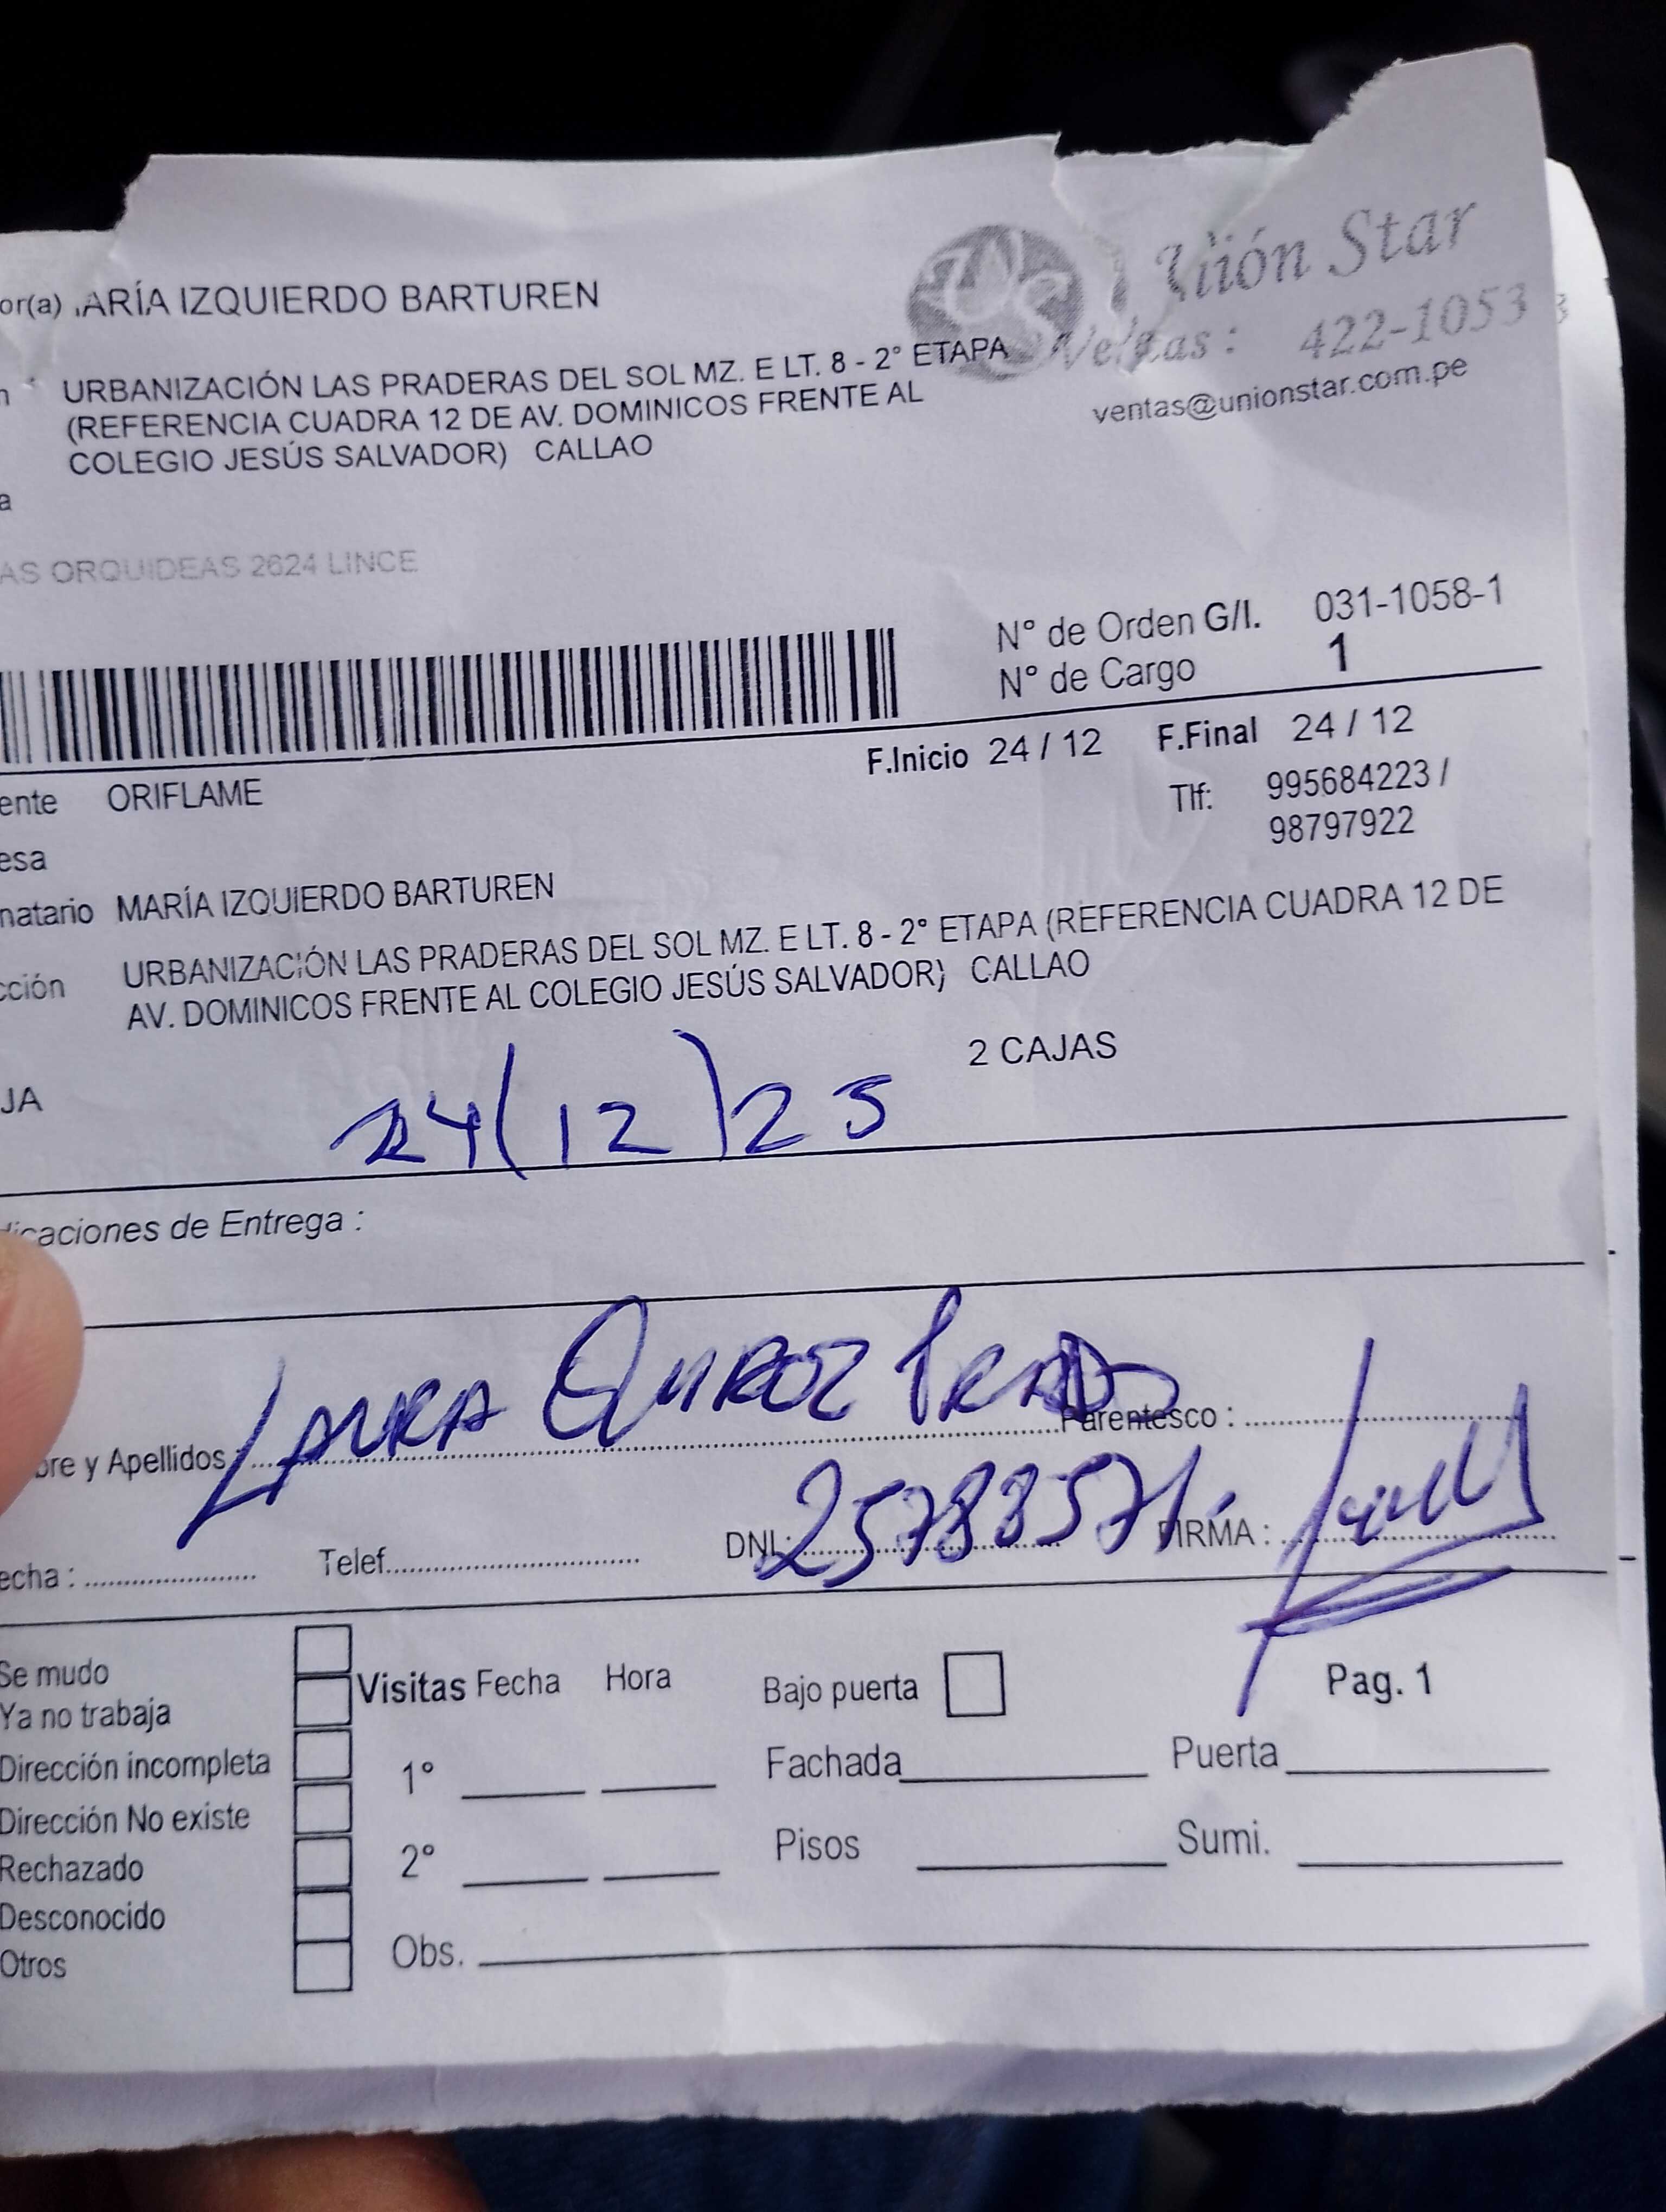 or(a) ARÍA IZQUIERDO BARTUREN
Unión Star
Ventas: 422-1053
ventas@unionstar.com.pe
URBANIZACIÓN LAS PRADERAS DEL SOL MZ. E LT. 8 - 2° ETAPA
(REFERENCIA CUADRA 12 DE AV. DOMINICOS FRENTE AL
COLEGIO JESÚS SALVADOR) CALLAO
a
AS ORQUIDEAS 2624 LINCE
N° de Orden G/I. 031-1058-1
N° de Cargo 1
F.Inicio 24 / 12 F.Final 24 / 12
ente ORIFLAME
Tlf: 995684223 /
98797922
esa
natario MARÍA IZQUIERDO BARTUREN
cción URBANIZACIÓN LAS PRADERAS DEL SOL MZ. E LT. 8 - 2° ETAPA (REFERENCIA CUADRA 12 DE
AV. DOMINICOS FRENTE AL COLEGIO JESÚS SALVADOR) CALLAO
2 CAJAS
JA
24/12/25
icaciones de Entrega :
bre y Apellidos : LAURA QUIROZ Parentesco :
echa : Telef. DNI: 25788571 FIRMA :
Se mudo
Ya no trabaja
Dirección incompleta
Dirección No existe
Rechazado
Desconocido
Otros
Visitas Fecha Hora
1°
2°
Obs.
Bajo puerta
Pag. 1
Fachada Puerta
Pisos Sumi.